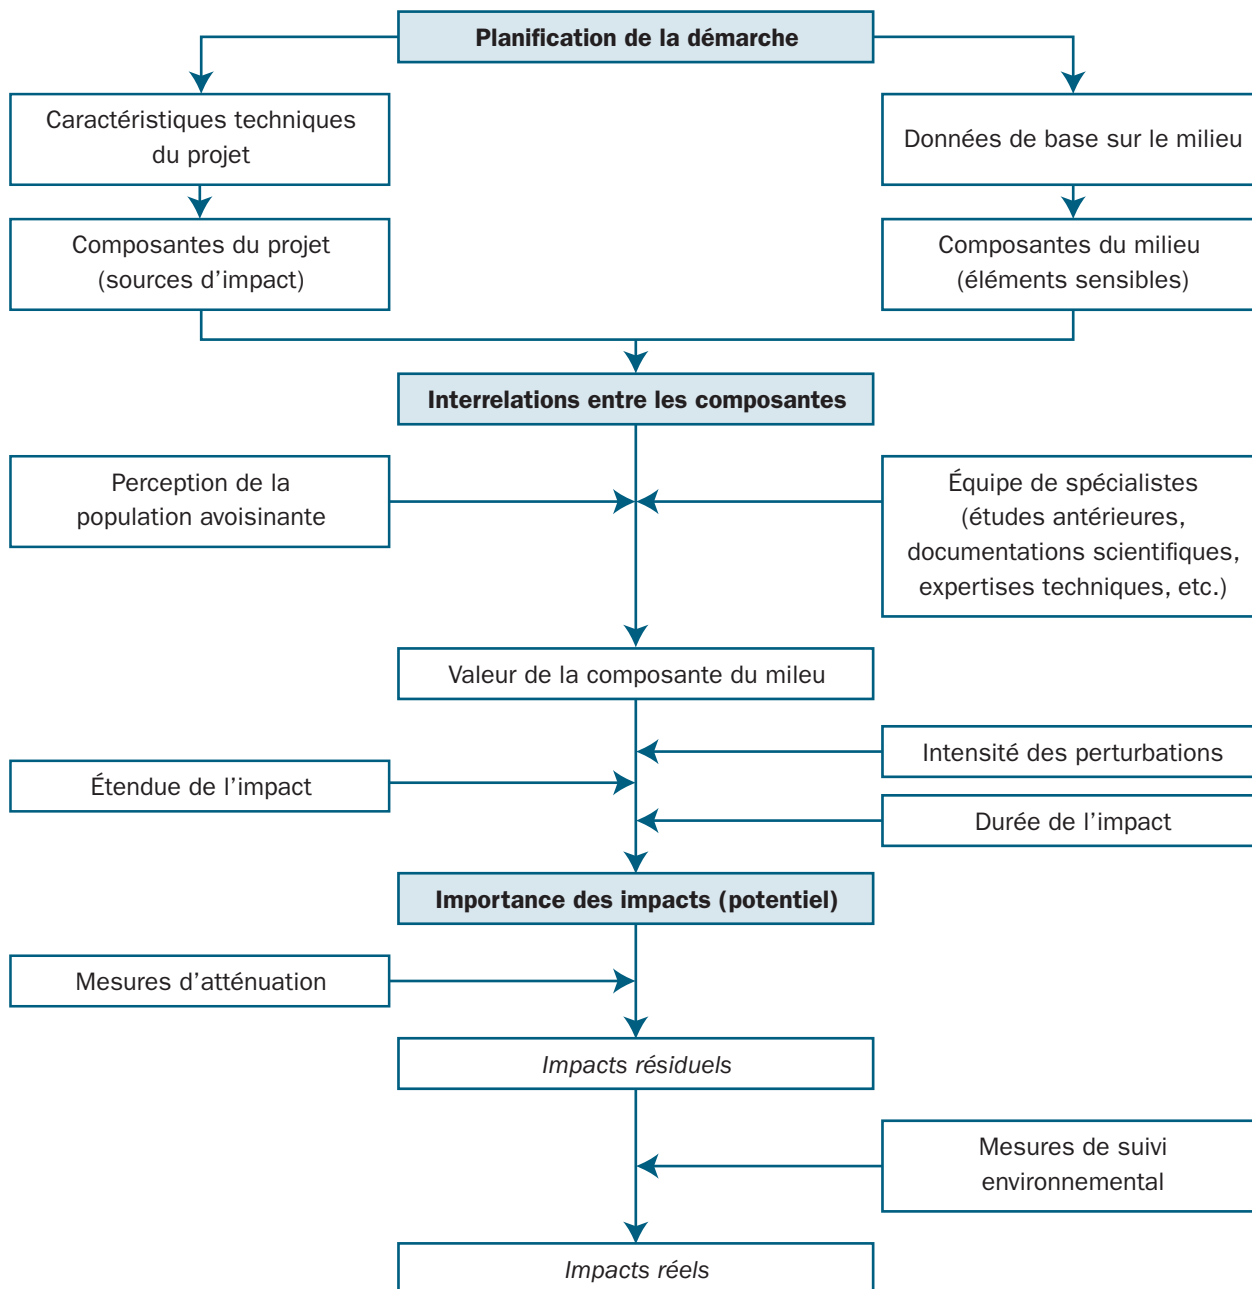 Planification de la démarche
Caractéristiques techniques
du projet
Données de base sur le milieu
Composantes du projet
(sources d'impact)
Composantes du milieu
(éléments sensibles)
Interrelations entre les composantes
Perception de la
population avoisinante
Équipe de spécialistes
(études antérieures,
documentations scientifiques,
expertises techniques, etc.)
Valeur de la composante du mileu
Intensité des perturbations
Étendue de l'impact
Durée de l'impact
Importance des impacts (potentiel)
Mesures d'atténuation
Impacts résiduels
Mesures de suivi
environnemental
Impacts réels